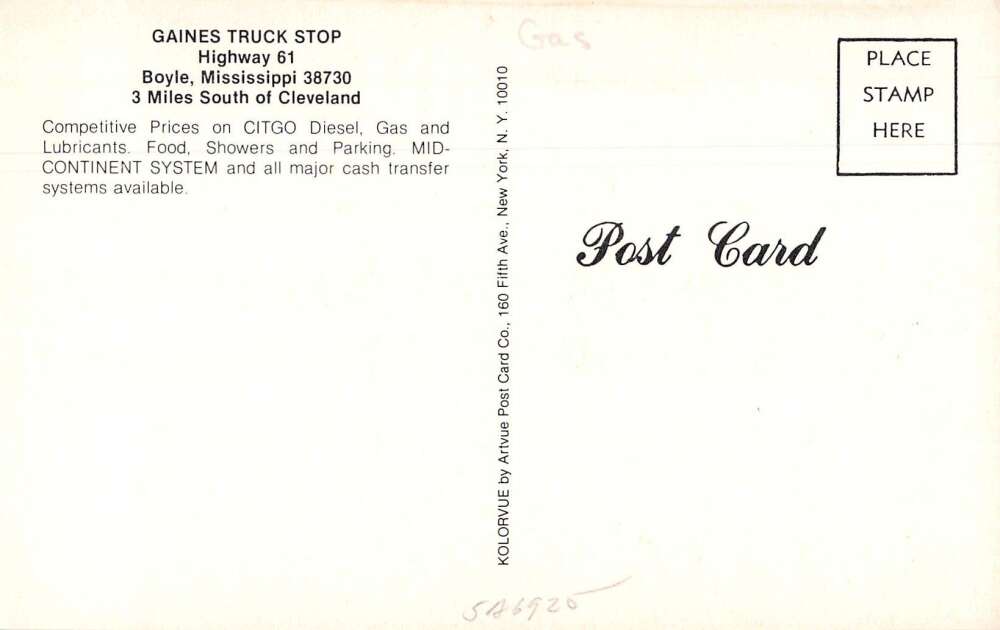 GAINES TRUCK STOP
Highway 61
Boyle, Mississippi 38730
3 Miles South of Cleveland
Competitive Prices on CITGO Diesel, Gas and
Lubricants. Food, Showers and Parking. MID-
CONTINENT SYSTEM and all major cash transfer
systems available.
KOLORVUE by Artvue Post Card Co., 160 Fifth Ave., New York, N. Y. 10010
Gas
PLACE
STAMP
HERE
Post Card
5A6925